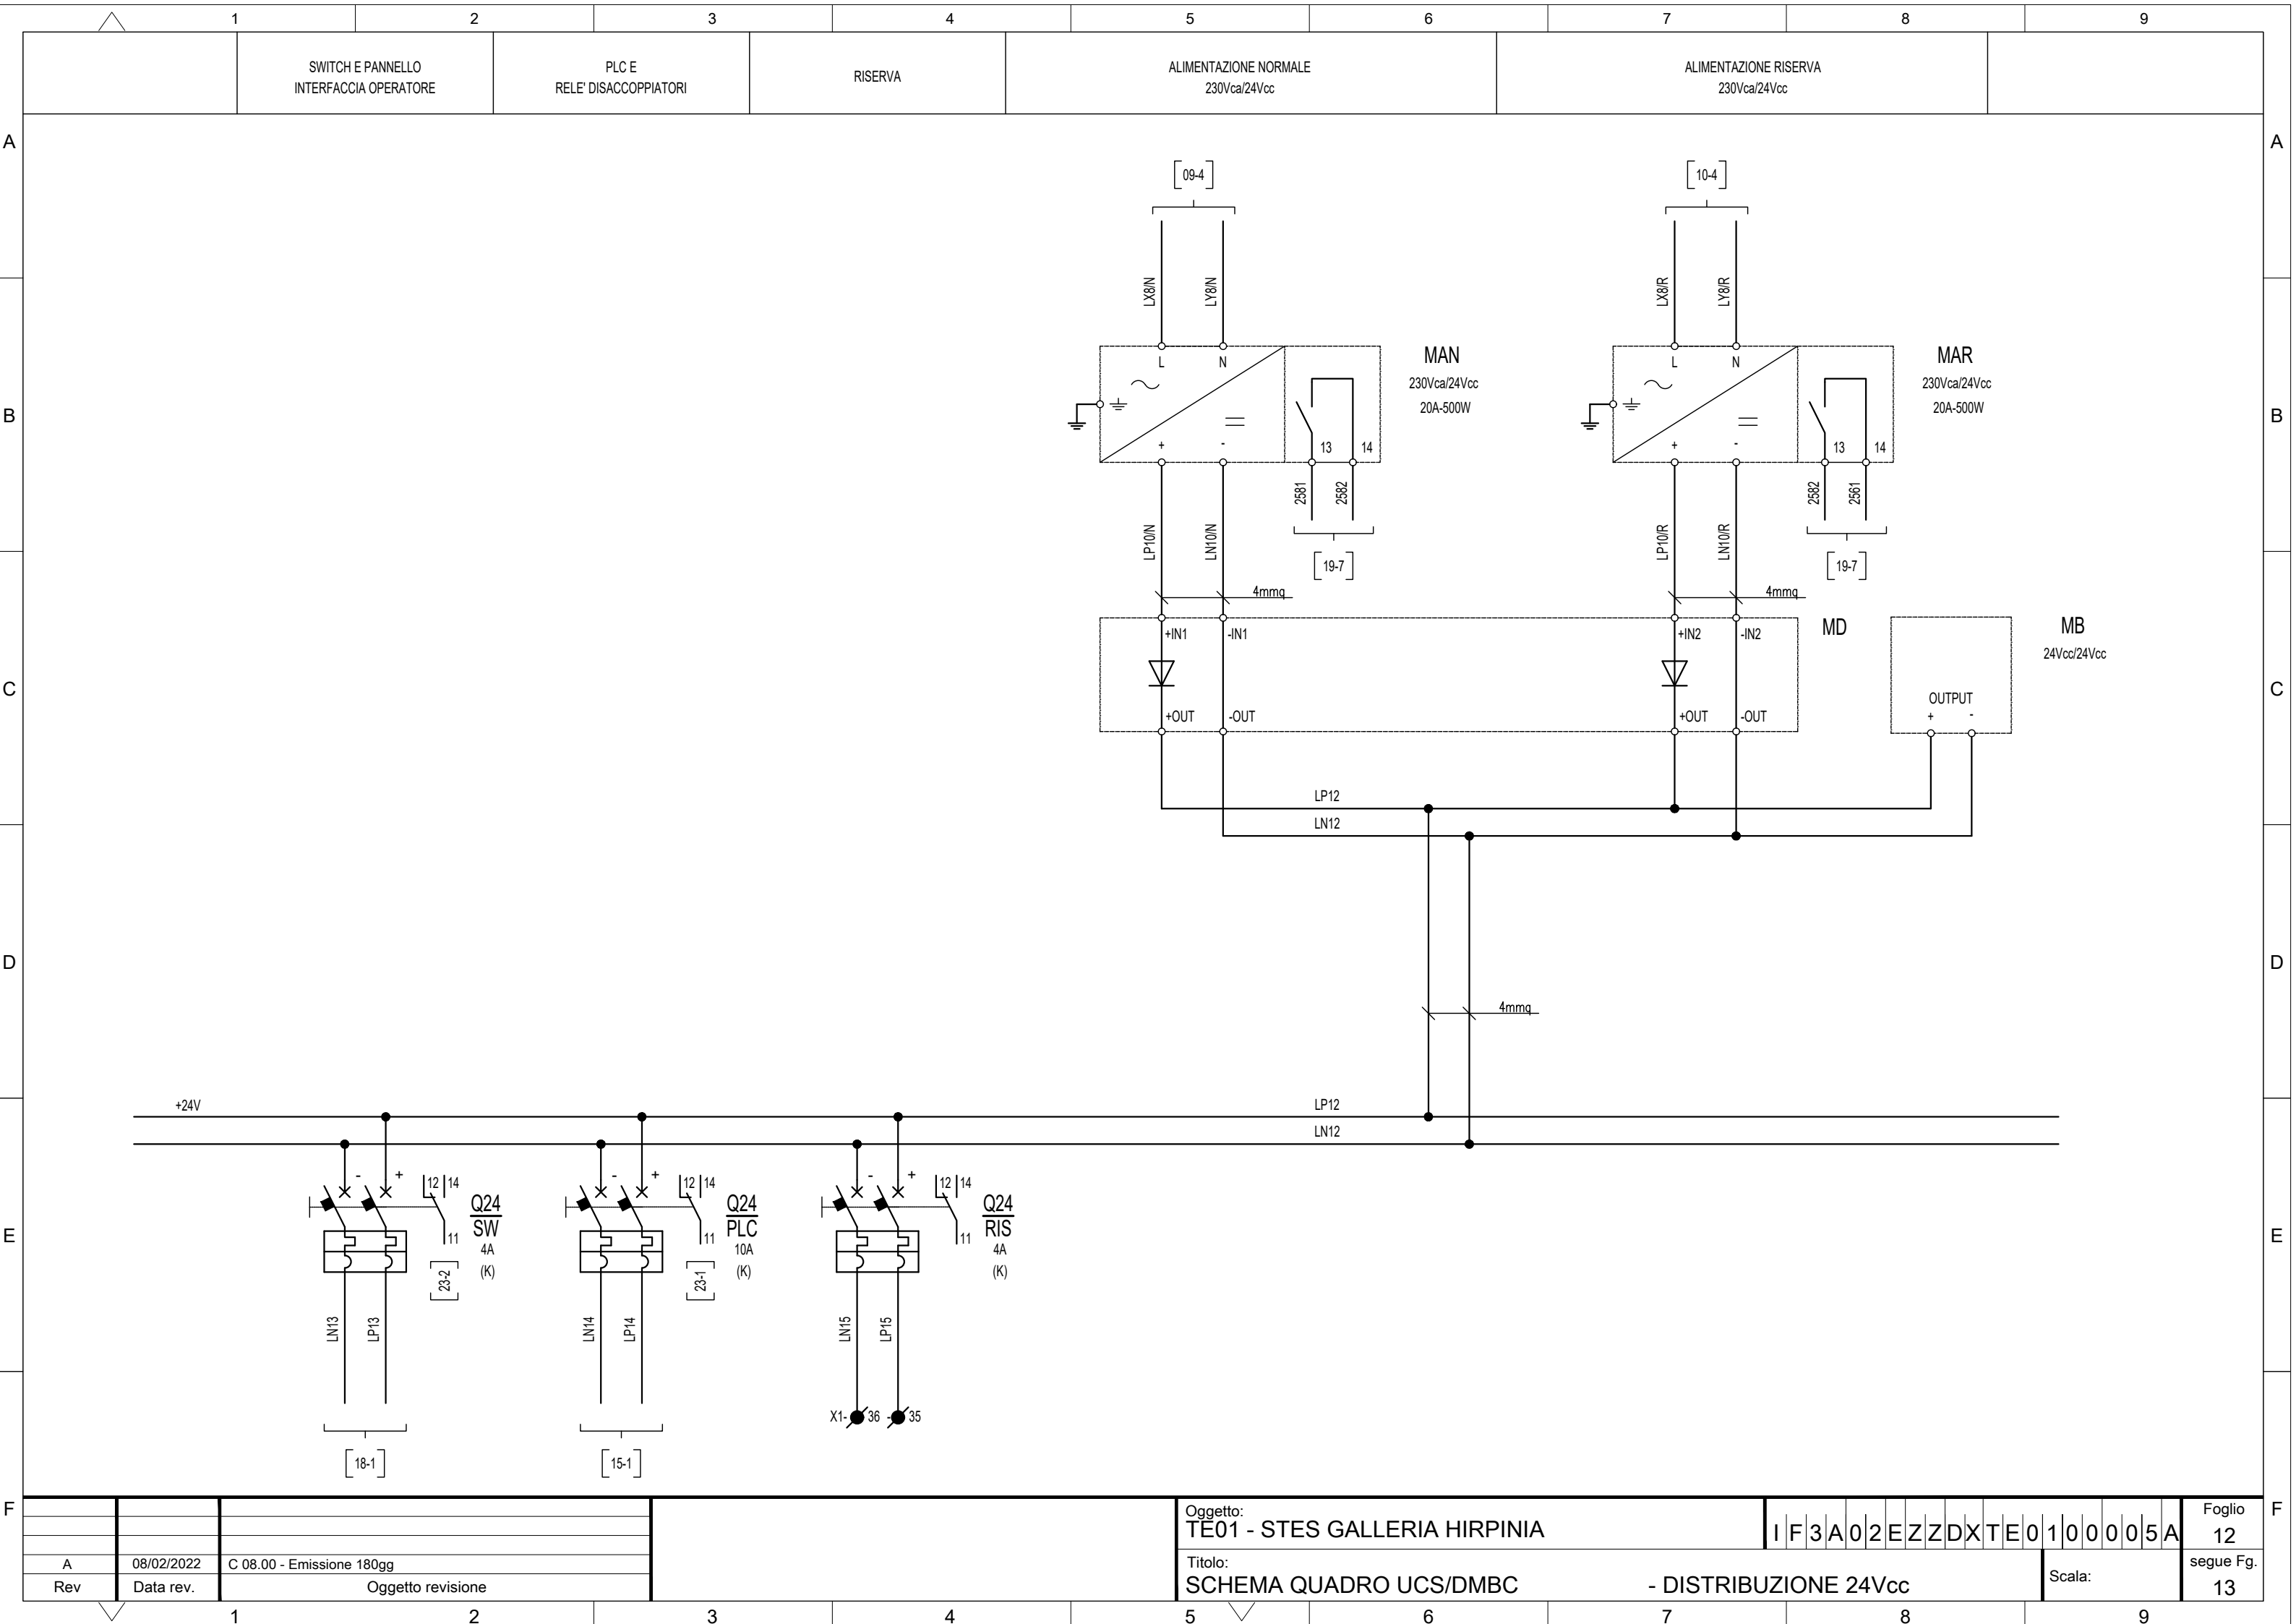 1 2 3 4 5 6 7 8 9
SWITCH E PANNELLO
INTERFACCIA OPERATORE
PLC E
RELE' DISACCOPPIATORI
RISERVA
ALIMENTAZIONE NORMALE
230Vca/24Vcc
ALIMENTAZIONE RISERVA
230Vca/24Vcc
A A
09-4 10-4
LX8/N LY8/N LX8/R LY8/R
L N L N
MAN
230Vca/24Vcc
20A-500W
MAR
230Vca/24Vcc
20A-500W
B B
+ - 13 14 + - 13 14
2581 2582 2582 2561
LP10/N LN10/N LP10/R LN10/R
19-7 19-7
4mmq 4mmq
+IN1 -IN1 +IN2 -IN2
MD
MB
24Vcc/24Vcc
C C
OUTPUT
+ -
+OUT -OUT +OUT -OUT
LP12
LN12
D D
4mmq
+24V LP12
LN12
- + 12 14 - + 12 14 - + 12 14
Q24
SW
4A
(K)
11
23-2
Q24
PLC
10A
(K)
11
23-1
Q24
RIS
4A
(K)
11
E E
LN13 LP13 LN14 LP14 LN15 LP15
X1- 36 - 35
18-1 15-1
F F
A 08/02/2022 C 08.00 - Emissione 180gg
Rev Data rev. Oggetto revisione
Oggetto:
TE01 - STES GALLERIA HIRPINIA
IF3A02EZZDXTE0100005A
Foglio
12
Titolo:
SCHEMA QUADRO UCS/DMBC - DISTRIBUZIONE 24Vcc
Scala:
segue Fg.
13
1 2 3 4 5 6 7 8 9